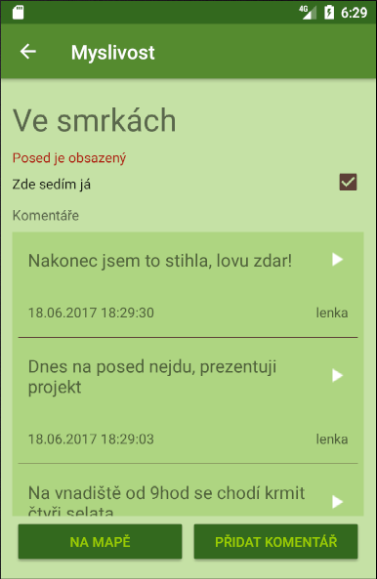 4G 6:29
Myslivost
Ve smrkách
Posed je obsazený
Zde sedím já
Komentáře
Nakonec jsem to stihla, lovu zdar!
18.06.2017 18:29:30 lenka
Dnes na posed nejdu, prezentuji
projekt
18.06.2017 18:29:03 lenka
Na vnadiště od 9hod se chodí krmit
čtyři selata
NA MAPĚ PŘIDAT KOMENTÁŘ